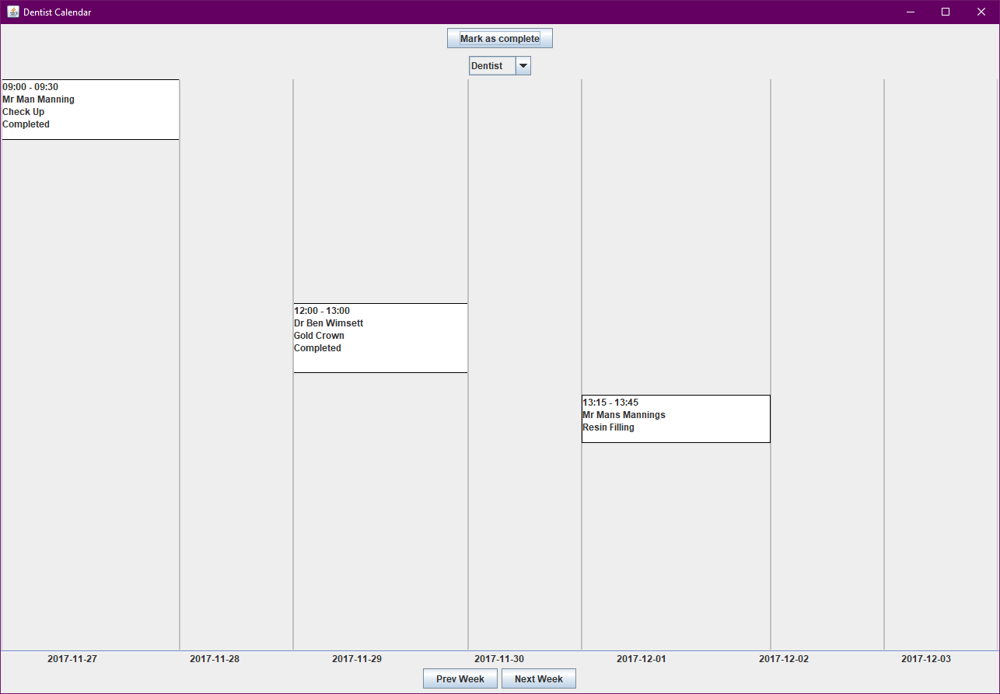 Dentist Calendar
Mark as complete
Dentist
09:00 - 09:30
Mr Man Manning
Check Up
Completed
12:00 - 13:00
Dr Ben Wimsett
Gold Crown
Completed
13:15 - 13:45
Mr Mans Mannings
Resin Filling
2017-11-27 2017-11-28 2017-11-29 2017-11-30 2017-12-01 2017-12-02 2017-12-03
Prev Week Next Week